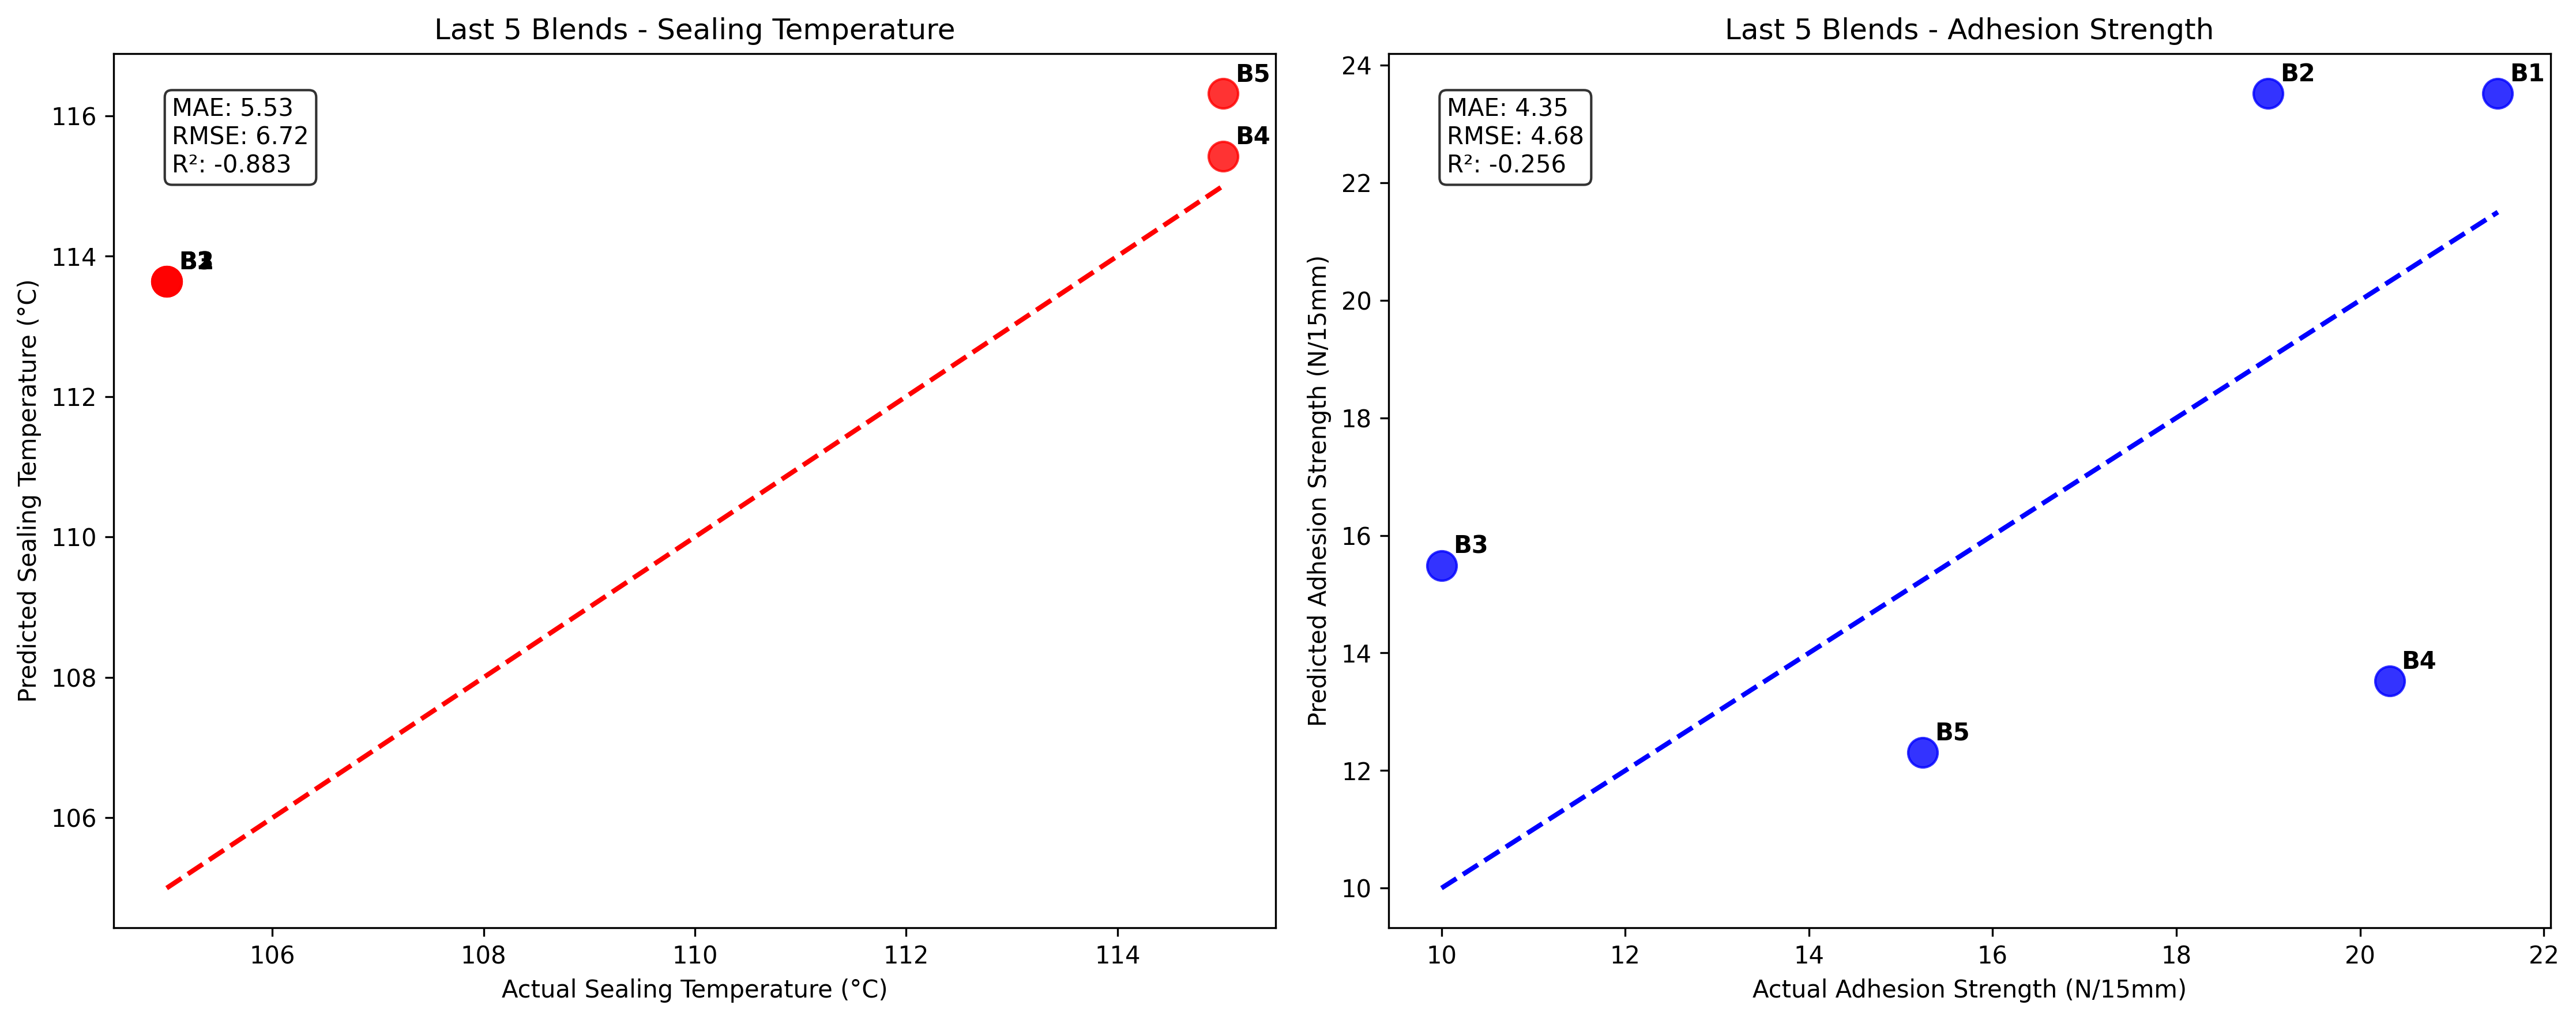 Last 5 Blends - Sealing Temperature
MAE: 5.53
RMSE: 6.72
R²: -0.883
B5
B4
116
114
112
110
108
106
Predicted Sealing Temperature (°C)
106
108
110
112
114
Actual Sealing Temperature (°C)
Last 5 Blends - Adhesion Strength
MAE: 4.35
RMSE: 4.68
R²: -0.256
B2
B1
B3
B4
B5
24
22
20
18
16
14
12
10
Predicted Adhesion Strength (N/15mm)
10
12
14
16
18
20
22
Actual Adhesion Strength (N/15mm)